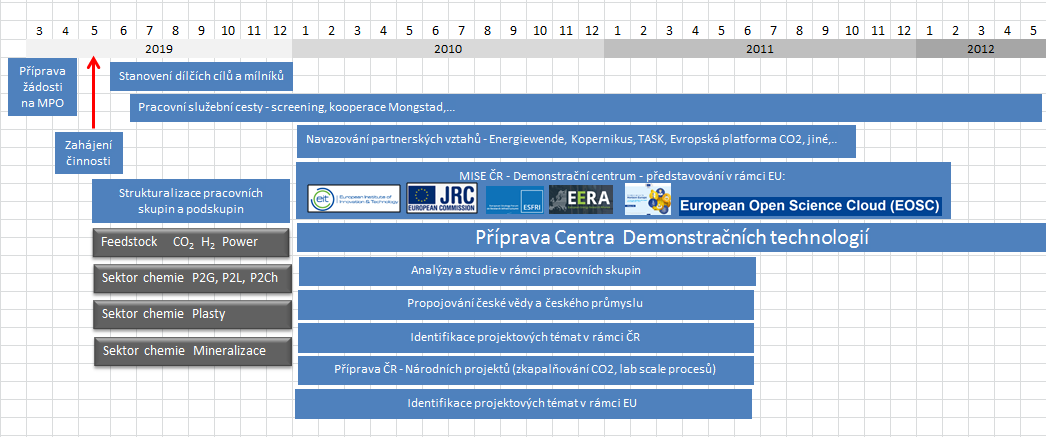 3 4 5 6 7 8 9 10 11 12 1 2 3 4 5 6 7 8 9 10 11 12 1 2 3 4 5 6 7 8 9 10 11 12 1 2 3 4 5
2019 2010 2011 2012
Příprava
žádosti
na MPO
Stanovení dílčích cílů a milníků
Pracovní služební cesty - screening, kooperace Mongstad,...
Zahájení
činnosti
Navazování partnerských vztahů - Energiewende, Kopernikus, TASK, Evropská platforma CO2, jiné,..
MISE ČR - Demonstrační centrum - představování v rámci EU:
eit European Institute of
Innovation & Technology
JRC
EUROPEAN COMMISSION
ESFRI
EERA
European Open Science Cloud (EOSC)
Strukturalizace pracovních
skupin a podskupin
Příprava Centra Demonstračních technologií
Feedstock CO2 H2 Power
Sektor chemie P2G, P2L, P2Ch
Sektor chemie Plasty
Sektor chemie Mineralizace
Analýzy a studie v rámci pracovních skupin
Propojování české vědy a českého průmyslu
Identifikace projektových témat v rámci ČR
Příprava ČR - Národních projektů (zkapalňování CO2, lab scale procesů)
Identifikace projektových témat v rámci EU